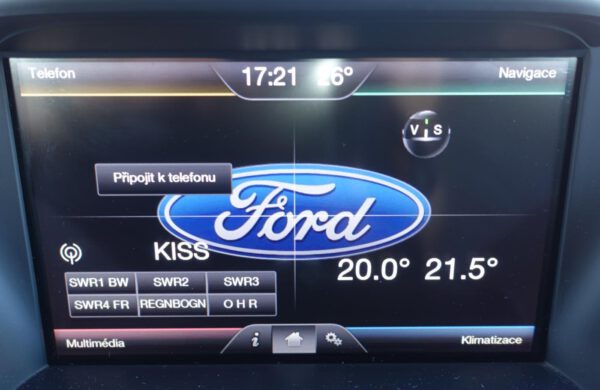 Telefon 17:21 26° Navigace
V S
Připojit k telefonu
Ford
KISS
20.0° 21.5°
SWR1 BW SWR2 SWR3
SWR4 FR REGNBOGN O H R
Multimédia i Klimatizace